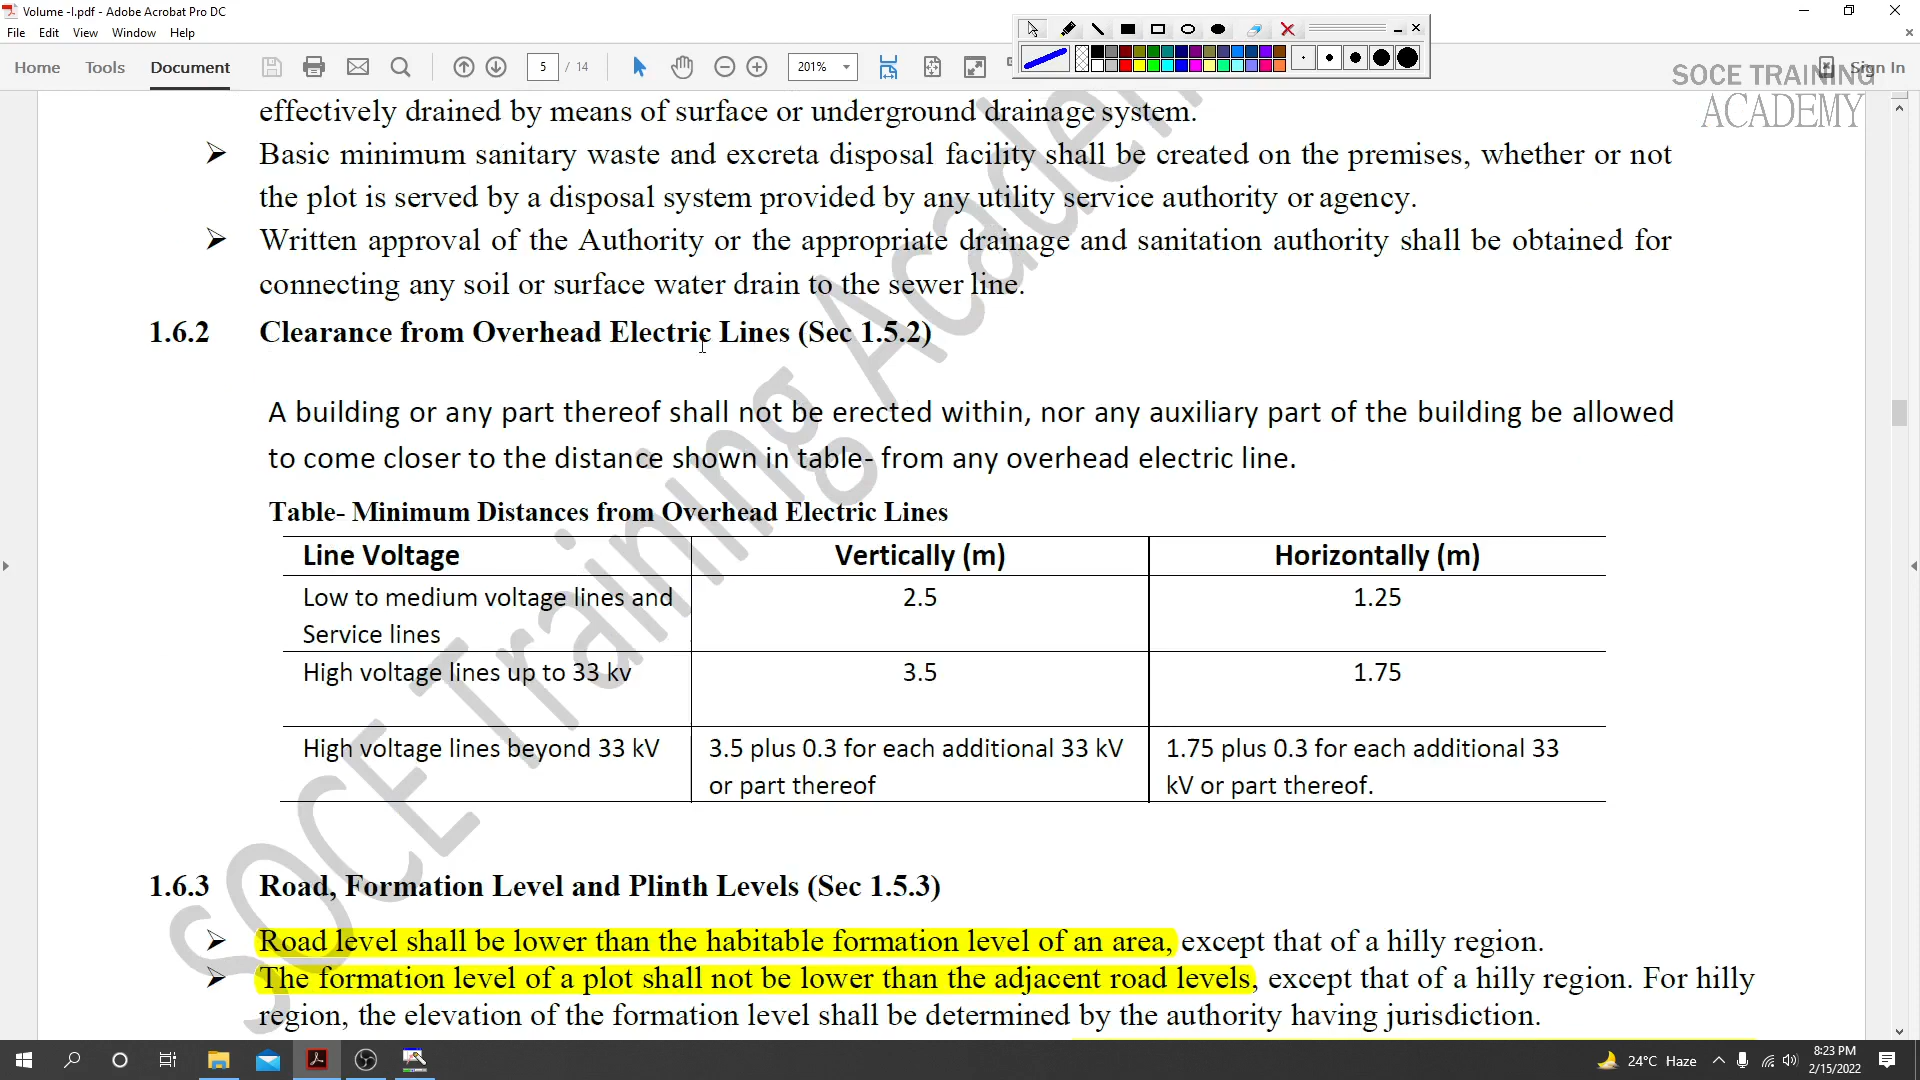 Volume -I.pdf - Adobe Acrobat Pro DC
File Edit View Window Help
Home Tools Document 5 / 14 201% Sign In
SOCE TRAINING
ACADEMY
effectively drained by means of surface or underground drainage system.
➢ Basic minimum sanitary waste and excreta disposal facility shall be created on the premises, whether or not
the plot is served by a disposal system provided by any utility service authority or agency.
➢ Written approval of the Authority or the appropriate drainage and sanitation authority shall be obtained for
connecting any soil or surface water drain to the sewer line.
1.6.2 Clearance from Overhead Electric Lines (Sec 1.5.2)
A building or any part thereof shall not be erected within, nor any auxiliary part of the building be allowed
to come closer to the distance shown in table- from any overhead electric line.
Table- Minimum Distances from Overhead Electric Lines
Line Voltage Vertically (m) Horizontally (m)
Low to medium voltage lines and 2.5 1.25
Service lines
High voltage lines up to 33 kv 3.5 1.75
High voltage lines beyond 33 kV 3.5 plus 0.3 for each additional 33 kV 1.75 plus 0.3 for each additional 33
or part thereof kV or part thereof.
1.6.3 Road, Formation Level and Plinth Levels (Sec 1.5.3)
➢ Road level shall be lower than the habitable formation level of an area, except that of a hilly region.
➢ The formation level of a plot shall not be lower than the adjacent road levels, except that of a hilly region. For hilly
region, the elevation of the formation level shall be determined by the authority having jurisdiction.
SOCE Training Academ
24°C Haze 8:23 PM
2/15/2022